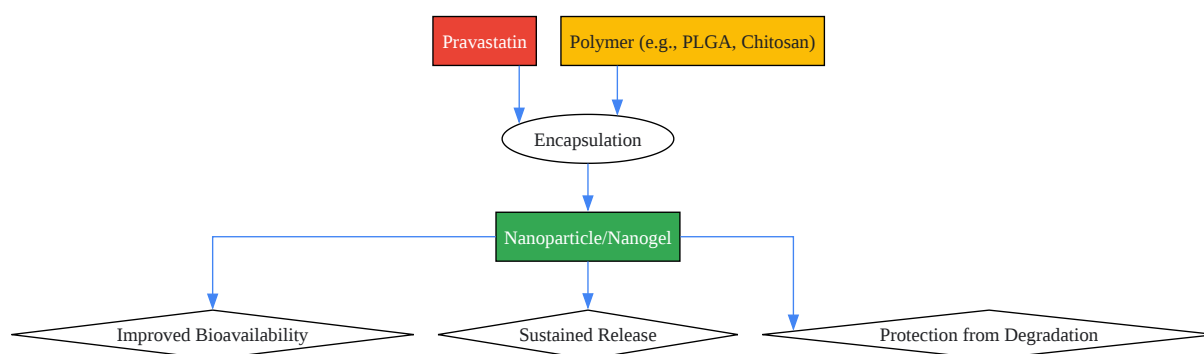 Pravastatin
Polymer (e.g., PLGA, Chitosan)
Encapsulation
Nanoparticle/Nanogel
Improved Bioavailability
Sustained Release
Protection from Degradation